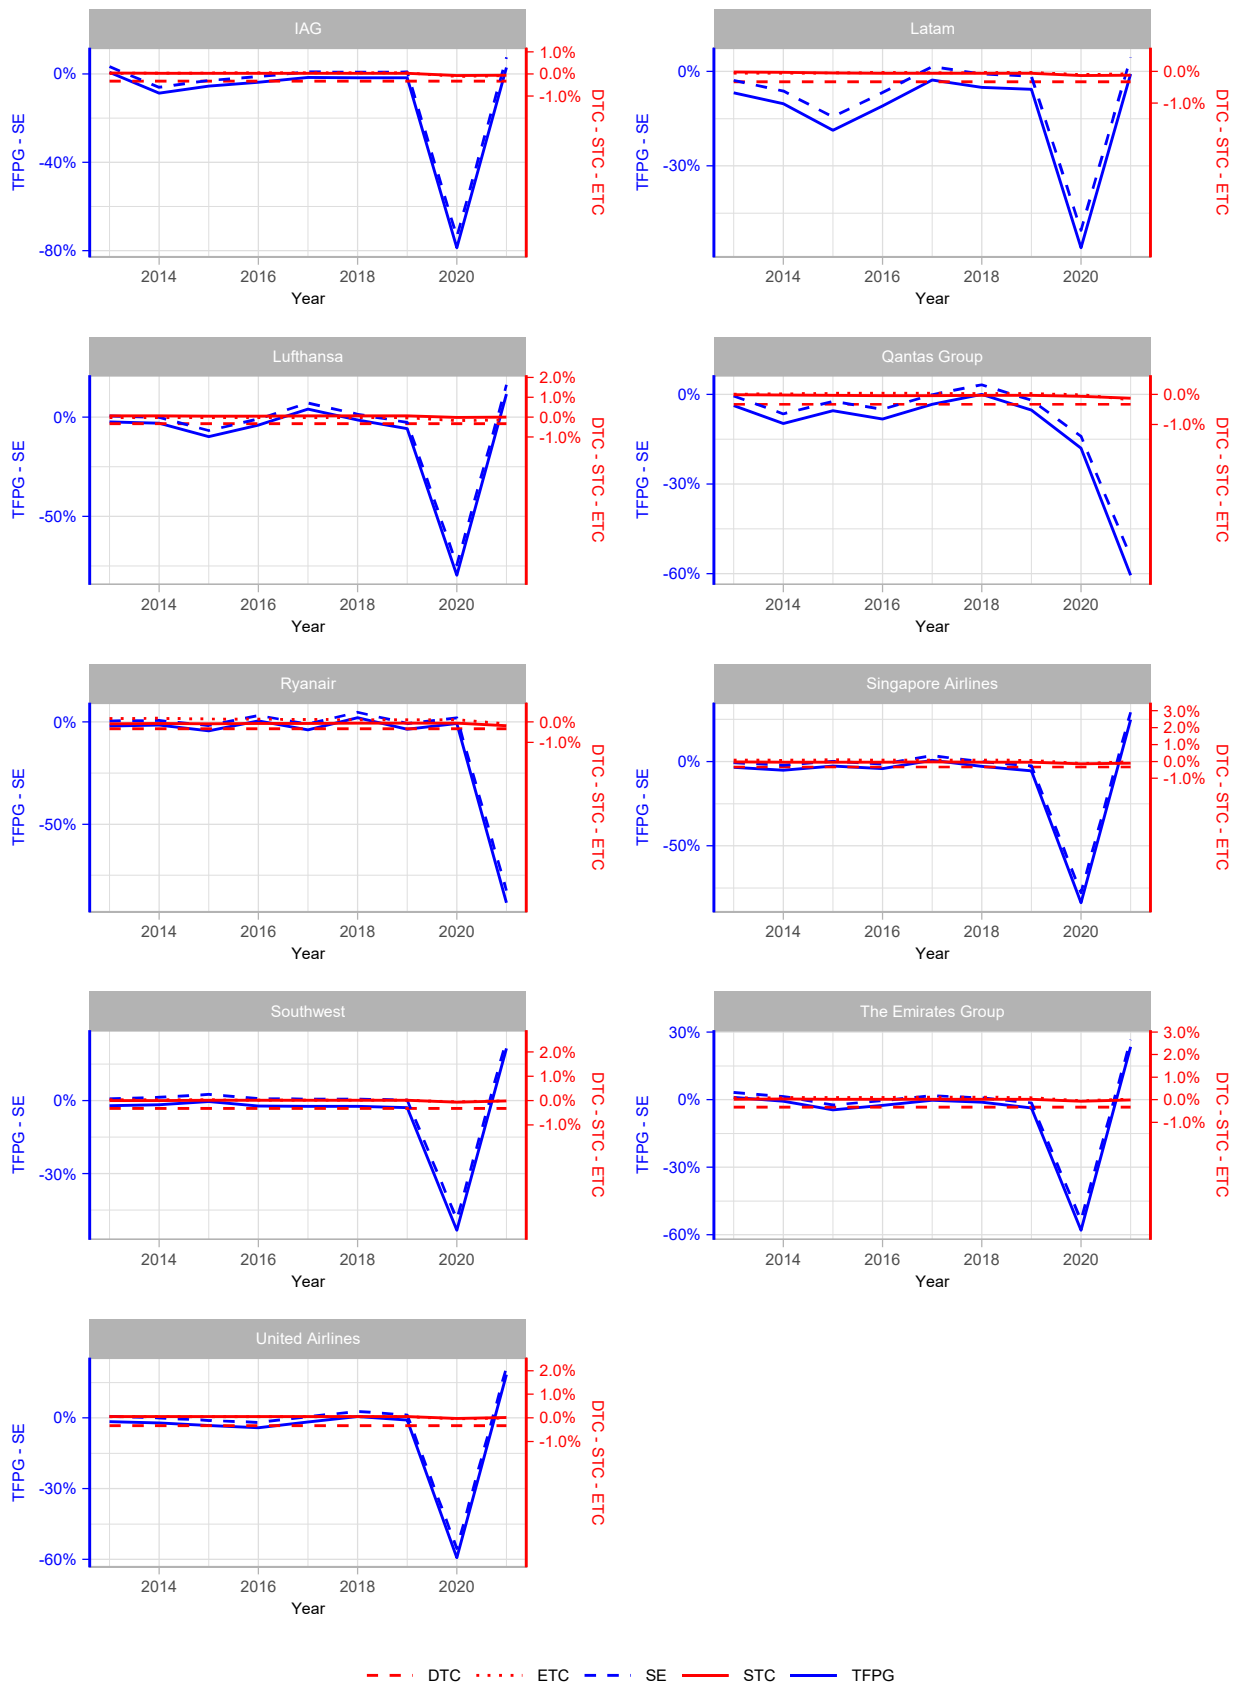 IAG
0%
-40%
-80%
1.0%
0.0%
-1.0%
TFPG - SE
DTC - STC - ETC
2014 2016 2018 2020
Year
Latam
0%
-30%
0.0%
-1.0%
TFPG - SE
DTC - STC - ETC
2014 2016 2018 2020
Year
Lufthansa
0%
-50%
2.0%
1.0%
0.0%
-1.0%
TFPG - SE
DTC - STC - ETC
2014 2016 2018 2020
Year
Qantas Group
0%
-30%
-60%
0.0%
-1.0%
TFPG - SE
DTC - STC - ETC
2014 2016 2018 2020
Year
Ryanair
0%
-50%
0.0%
-1.0%
TFPG - SE
DTC - STC - ETC
2014 2016 2018 2020
Year
Singapore Airlines
0%
-50%
3.0%
2.0%
1.0%
0.0%
-1.0%
TFPG - SE
DTC - STC - ETC
2014 2016 2018 2020
Year
Southwest
0%
-30%
2.0%
1.0%
0.0%
-1.0%
TFPG - SE
DTC - STC - ETC
2014 2016 2018 2020
Year
The Emirates Group
30%
0%
-30%
-60%
3.0%
2.0%
1.0%
0.0%
-1.0%
TFPG - SE
DTC - STC - ETC
2014 2016 2018 2020
Year
United Airlines
0%
-30%
-60%
2.0%
1.0%
0.0%
-1.0%
TFPG - SE
DTC - STC - ETC
2014 2016 2018 2020
Year
DTC ETC SE STC TFPG